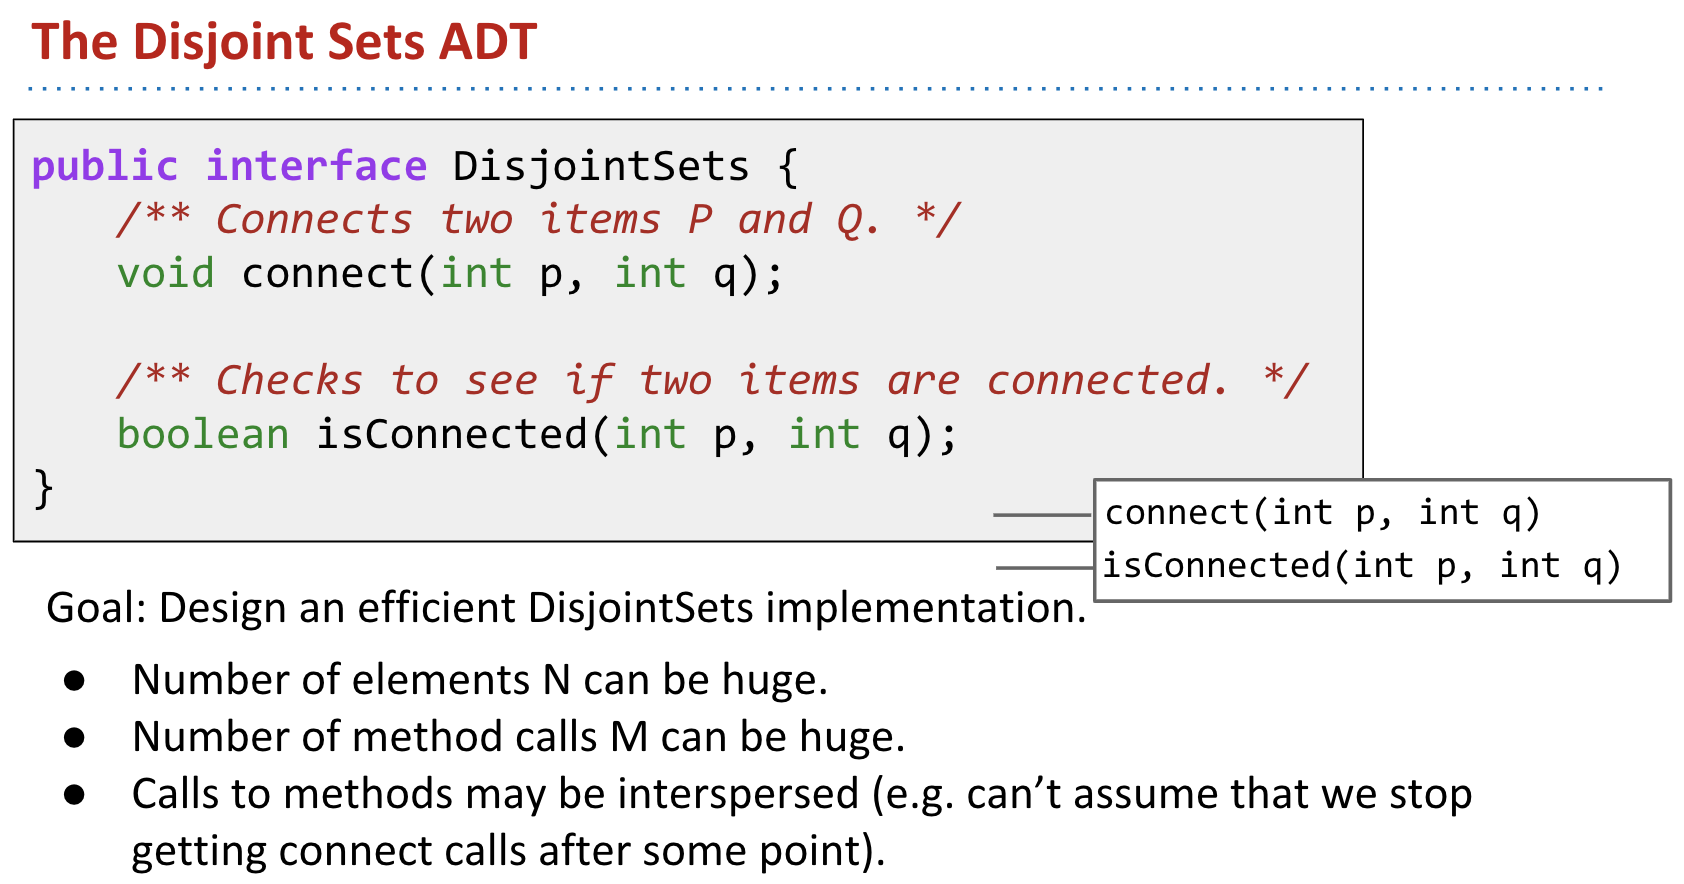 The Disjoint Sets ADT
public interface DisjointSets {
/** Connects two items P and Q. */
void connect(int p, int q);
/** Checks to see if two items are connected. */
boolean isConnected(int p, int q);
}
connect(int p, int q)
isConnected(int p, int q)
Goal: Design an efficient DisjointSets implementation.
● Number of elements N can be huge.
● Number of method calls M can be huge.
● Calls to methods may be interspersed (e.g. can’t assume that we stop
getting connect calls after some point).